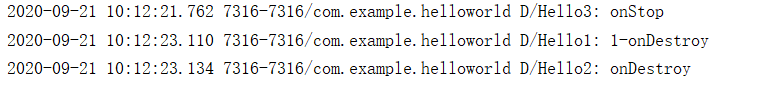 2020-09-21 10:12:21.762 7316-7316/com.example.helloworld D/Hello3: onStop
2020-09-21 10:12:23.110 7316-7316/com.example.helloworld D/Hello1: 1-onDestroy
2020-09-21 10:12:23.134 7316-7316/com.example.helloworld D/Hello2: onDestroy